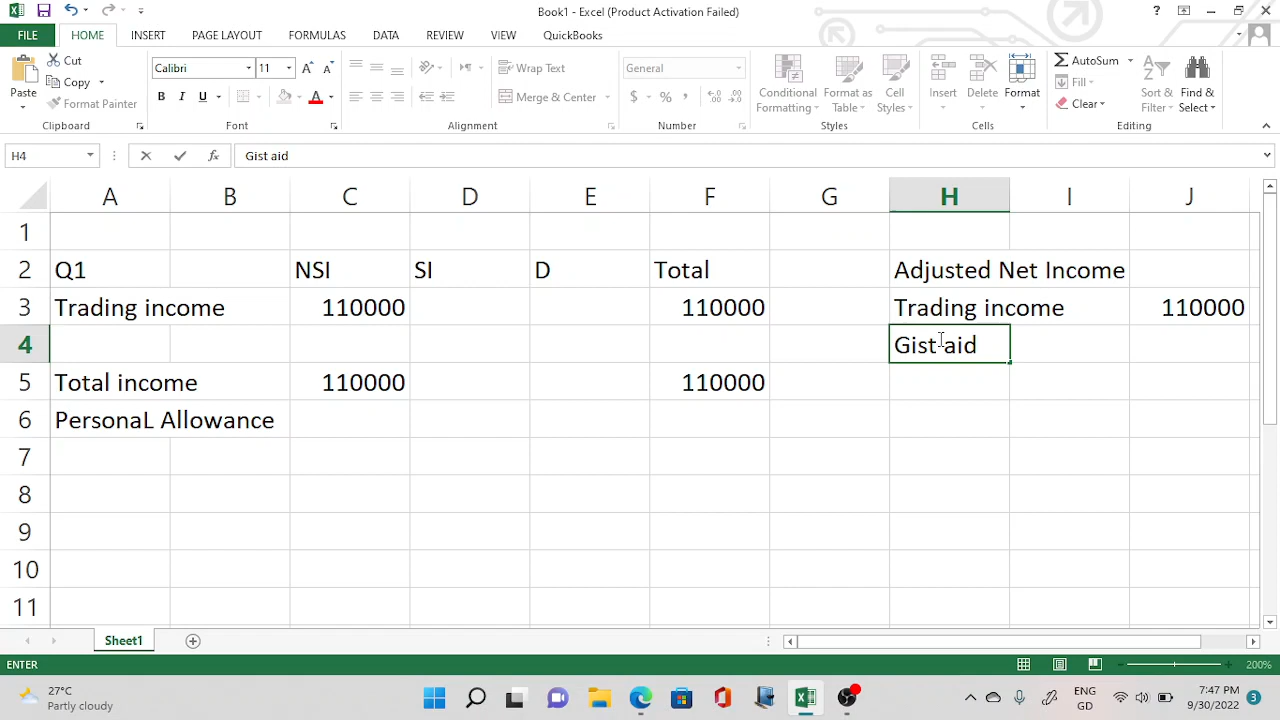 Book1 - Excel (Product Activation Failed)
?
FILE HOME INSERT PAGE LAYOUT FORMULAS DATA REVIEW VIEW QuickBooks
Paste
Cut
Copy
Format Painter
Clipboard
Calibri 11
B I U
Font
Wrap Text
Merge & Center
Alignment
General
$ % ,
Number
Conditional Formatting
Format as Table
Cell Styles
Styles
Insert Delete Format
Cells
AutoSum
Fill
Clear
Sort & Filter
Find & Select
Editing
H4 fx Gist aid
A B C D E F G H I J
1
2 Q1 NSI SI D Total Adjusted Net Income
3 Trading income 110000 110000 Trading income 110000
4 Gist aid
5 Total income 110000 110000
6 PersonaL Allowance
7
8
9
10
11
Sheet1
ENTER 200%
27°C
Partly cloudy
ENG
GD
7:47 PM
9/30/2022
3